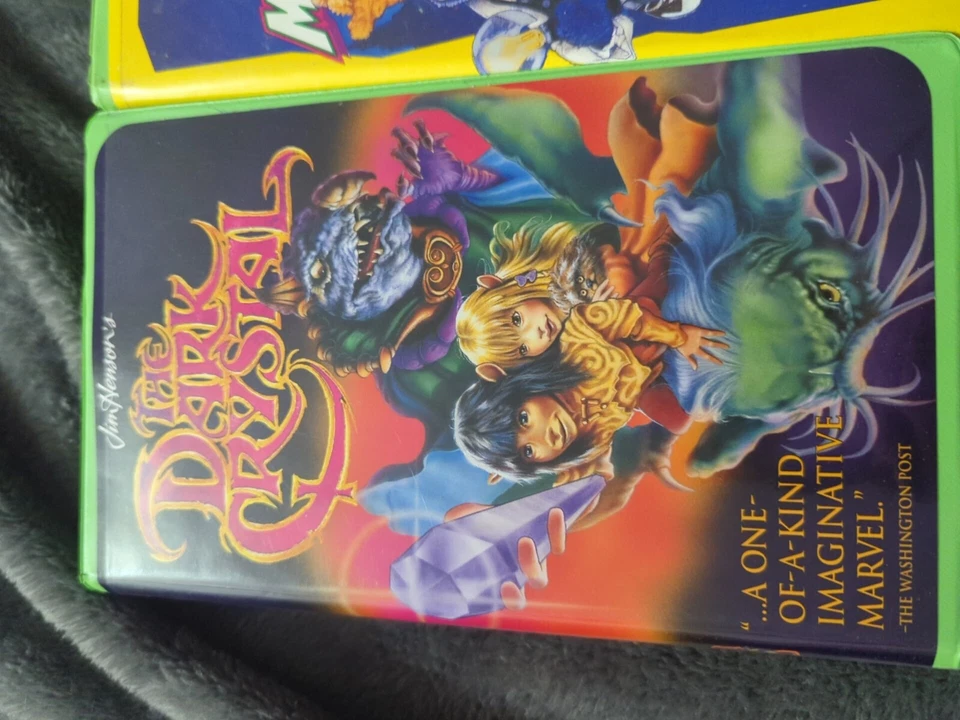 Jim Henson's
THE
DARK
CRYSTAL
"...A ONE-
OF-A-KIND
IMAGINATIVE
MARVEL."
-THE WASHINGTON POST
M